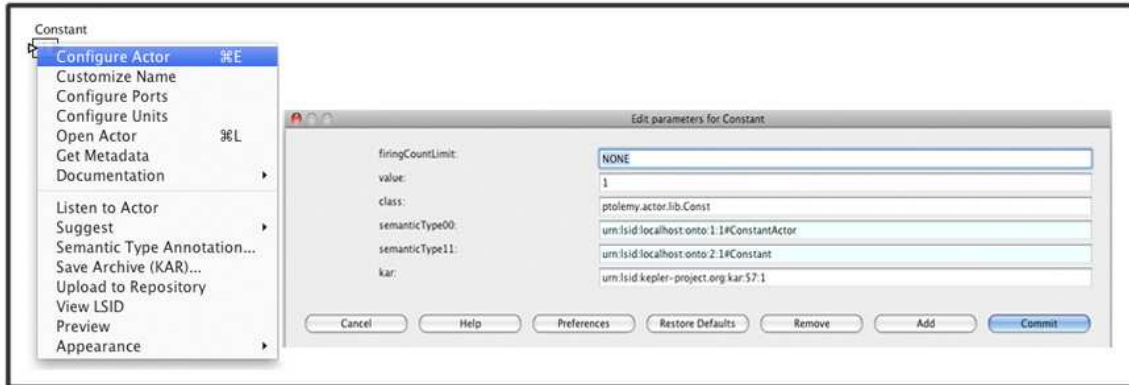 Constant
Configure Actor ⌘E
Customize Name
Configure Ports
Configure Units
Open Actor ⌘L
Get Metadata
Documentation
Listen to Actor
Suggest
Semantic Type Annotation...
Save Archive (KAR)...
Upload to Repository
View LSID
Preview
Appearance
Edit parameters for Constant
firingCountLimit: NONE
value: 1
class: ptolemy.actor.lib.Const
semanticType00: urn:lsid:localhost:onto:1:1#ConstantActor
semanticType11: urn:lsid:localhost:onto:2:1#Constant
kar: urn:lsid:kepler-project.org:kar:57:1
Cancel Help Preferences Restore Defaults Remove Add Commit